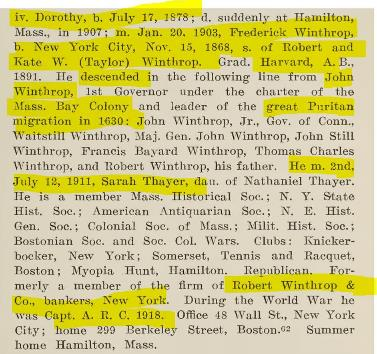 iv. Dorothy, b. July 17, 1878; d. suddenly at Hamilton,
Mass., in 1907; m. Jan. 20, 1903, Frederick Winthrop,
b. New York City, Nov. 15, 1868, s. of Robert and
Kate W. (Taylor) Winthrop. Grad. Harvard, A. B.,
1891. He descended in the following line from John
Winthrop, 1st Governor under the charter of the
Mass. Bay Colony and leader of the great Puritan
migration in 1630: John Winthrop, Jr., Gov. of Conn.,
Waitstill Winthrop, Maj. Gen. John Winthrop, John Still
Winthrop, Francis Bayard Winthrop, Thomas Charles
Winthrop, and Robert Winthrop, his father. He m. 2nd,
July 12, 1911, Sarah Thayer, dau. of Nathaniel Thayer.
He is a member Mass. Historical Soc.; N. Y. State
Hist. Soc.; American Antiquarian Soc.; N. E. Hist.
Gen. Soc.; Colonial Soc. of Mass.; Milit. Hist. Soc.;
Bostonian Soc. and Soc. Col. Wars. Clubs: Knicker-
bocker, New York; Somerset, Tennis and Racquet,
Boston; Myopia Hunt, Hamilton. Republican. For-
merly a member of the firm of Robert Winthrop &
Co., bankers, New York. During the World War he
was Capt. A. R. C. 1918. Office 48 Wall St., New York
City; home 299 Berkeley Street, Boston.62 Summer
home Hamilton, Mass.